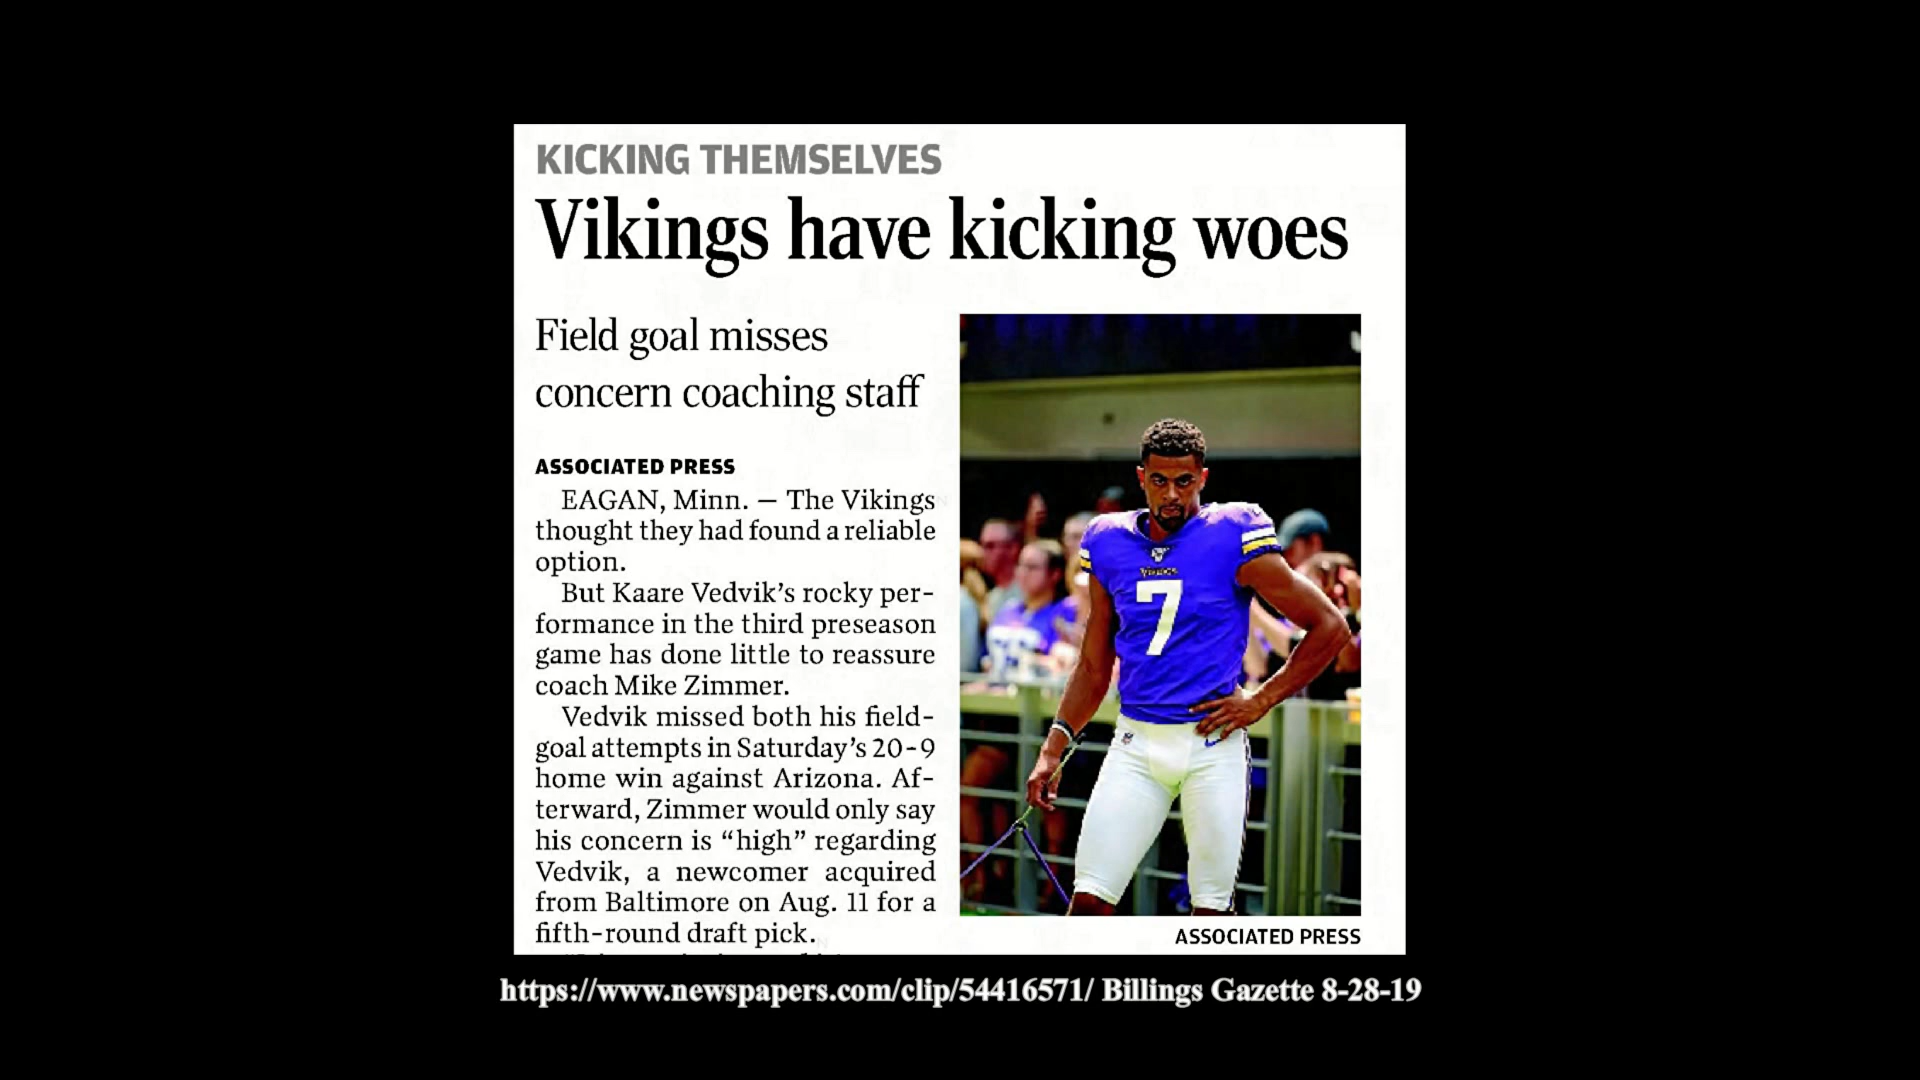 KICKING THEMSELVES
Vikings have kicking woes
Field goal misses
concern coaching staff
ASSOCIATED PRESS
EAGAN, Minn. — The Vikings
thought they had found a reliable
option.
But Kaare Vedvik’s rocky per-
formance in the third preseason
game has done little to reassure
coach Mike Zimmer.
Vedvik missed both his field-
goal attempts in Saturday’s 20-9
home win against Arizona. Af-
terward, Zimmer would only say
his concern is “high” regarding
Vedvik, a newcomer acquired
from Baltimore on Aug. 11 for a
fifth-round draft pick.
VIKINGS
7
ASSOCIATED PRESS
https://www.newspapers.com/clip/54416571/ Billings Gazette 8-28-19